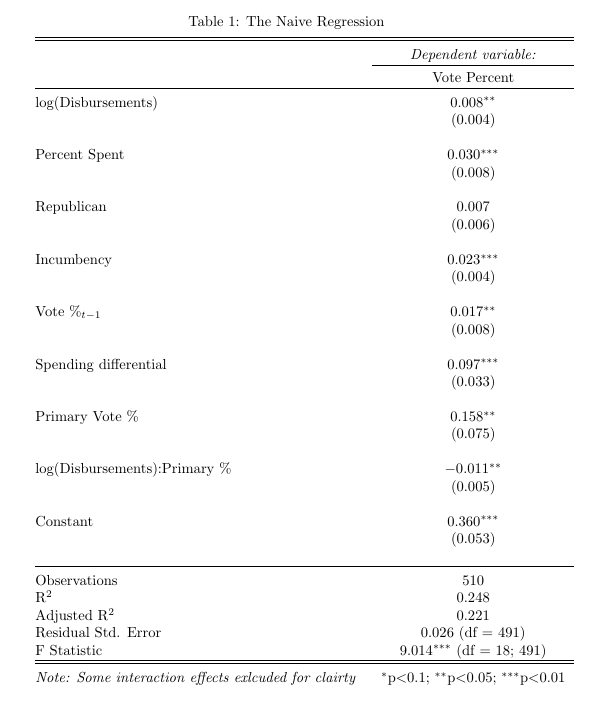 Table 1: The Naive Regression
Dependent variable:
Vote Percent
log(Disbursements) 0.008**
(0.004)
Percent Spent 0.030***
(0.008)
Republican 0.007
(0.006)
Incumbency 0.023***
(0.004)
Vote %t−1 0.017**
(0.008)
Spending differential 0.097***
(0.033)
Primary Vote % 0.158**
(0.075)
log(Disbursements):Primary % −0.011**
(0.005)
Constant 0.360***
(0.053)
Observations 510
R2 0.248
Adjusted R2 0.221
Residual Std. Error 0.026 (df = 491)
F Statistic 9.014*** (df = 18; 491)
Note: Some interaction effects exlcuded for clairty *p<0.1; **p<0.05; ***p<0.01